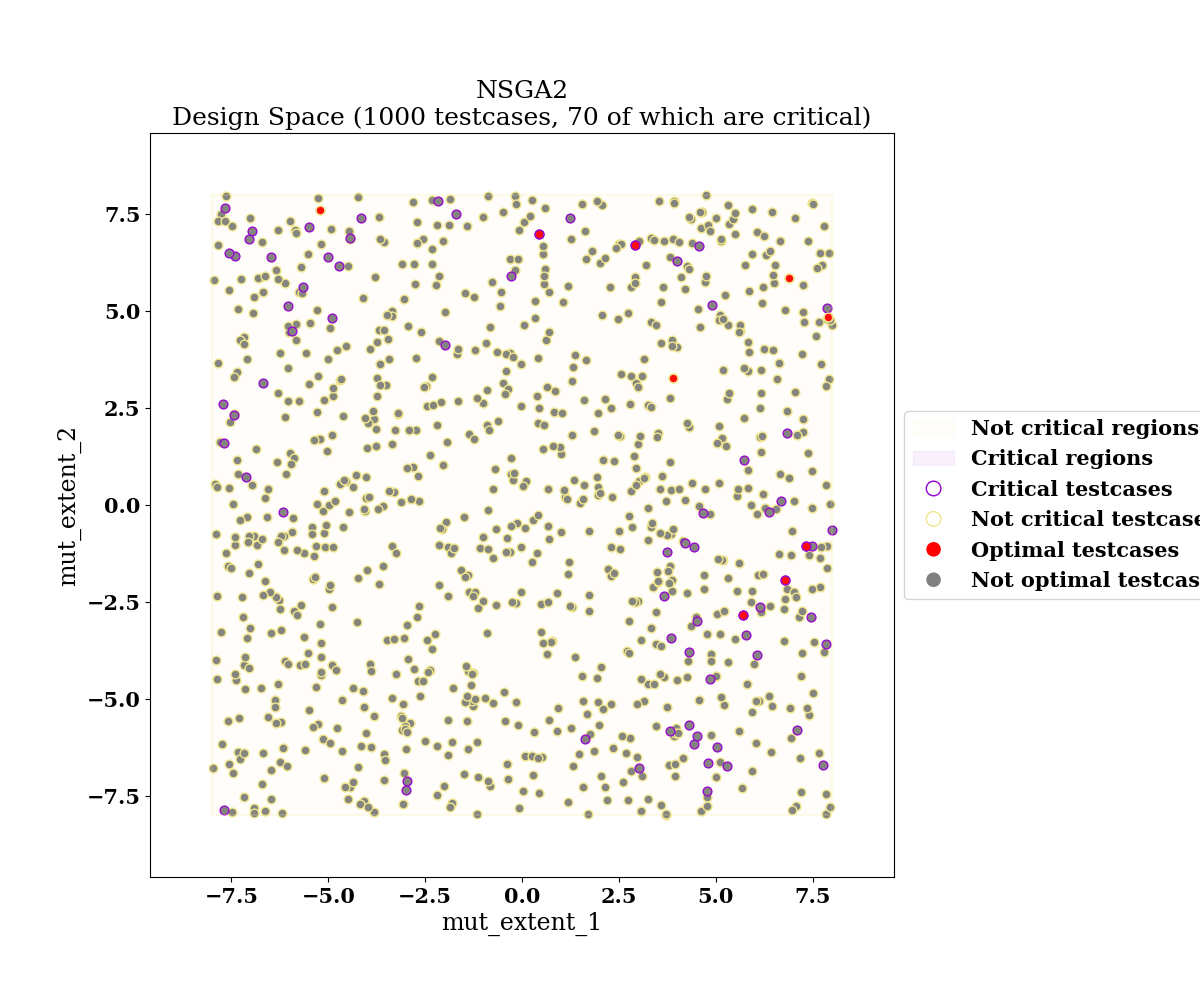 NSGA2
Design Space (1000 testcases, 70 of which are critical)
7.5
5.0
2.5
0.0
−2.5
−5.0
−7.5
mut_extent_2
−7.5 −5.0 −2.5 0.0 2.5 5.0 7.5
mut_extent_1
Not critical regions
Critical regions
Critical testcases
Not critical testcase
Optimal testcases
Not optimal testcas